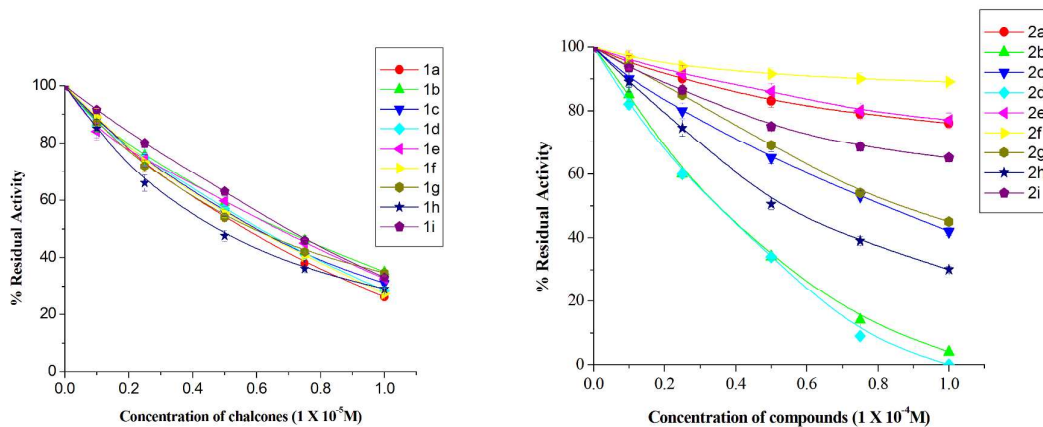 100
80
60
40
20
0
0.0 0.2 0.4 0.6 0.8 1.0
% Residual Activity
Concentration of chalcones (1 X 10⁻⁵M)
1a
1b
1c
1d
1e
1f
1g
1h
1i
100
80
60
40
20
0
0.0 0.2 0.4 0.6 0.8 1.0
% Residual Activity
Concentration of compounds (1 X 10⁻⁴M)
2a
2b
2c
2d
2e
2f
2g
2h
2i